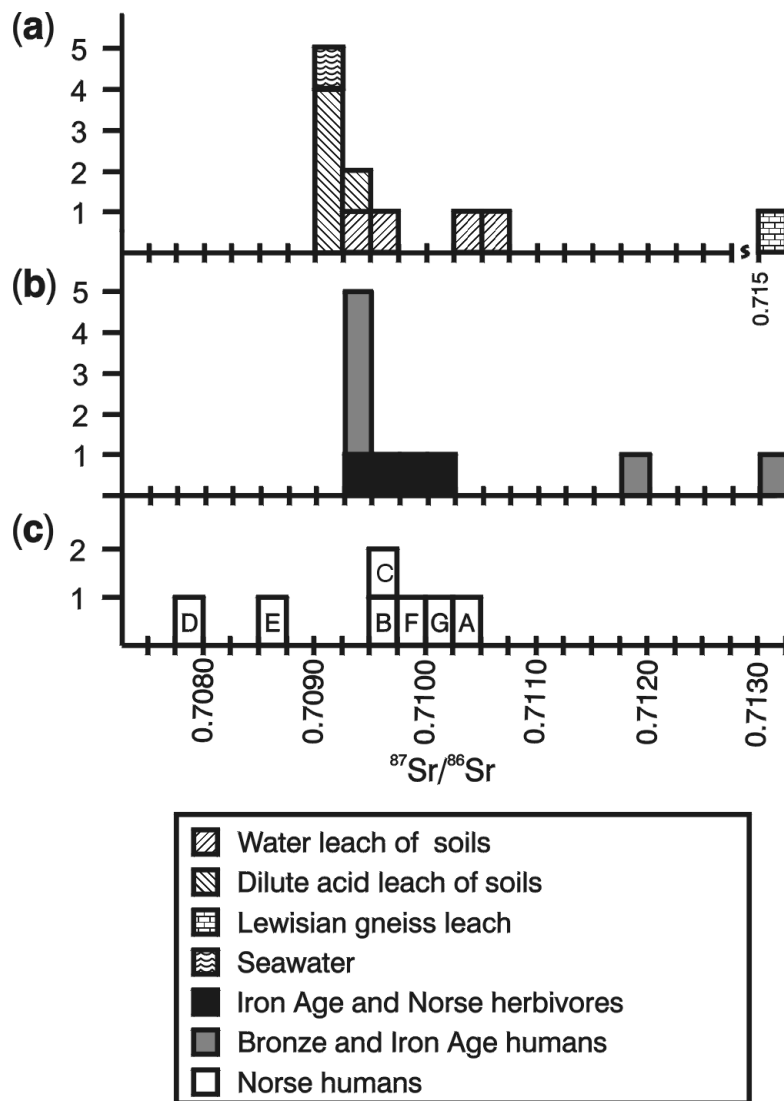 (a)
5
4
3
2
1
0.715
(b)
5
4
3
2
1
(c)
2
1
C
D E B F G A
0.7080 0.7090 0.7100 0.7110 0.7120 0.7130
⁸⁷Sr/⁸⁶Sr
Water leach of soils
Dilute acid leach of soils
Lewisian gneiss leach
Seawater
Iron Age and Norse herbivores
Bronze and Iron Age humans
Norse humans